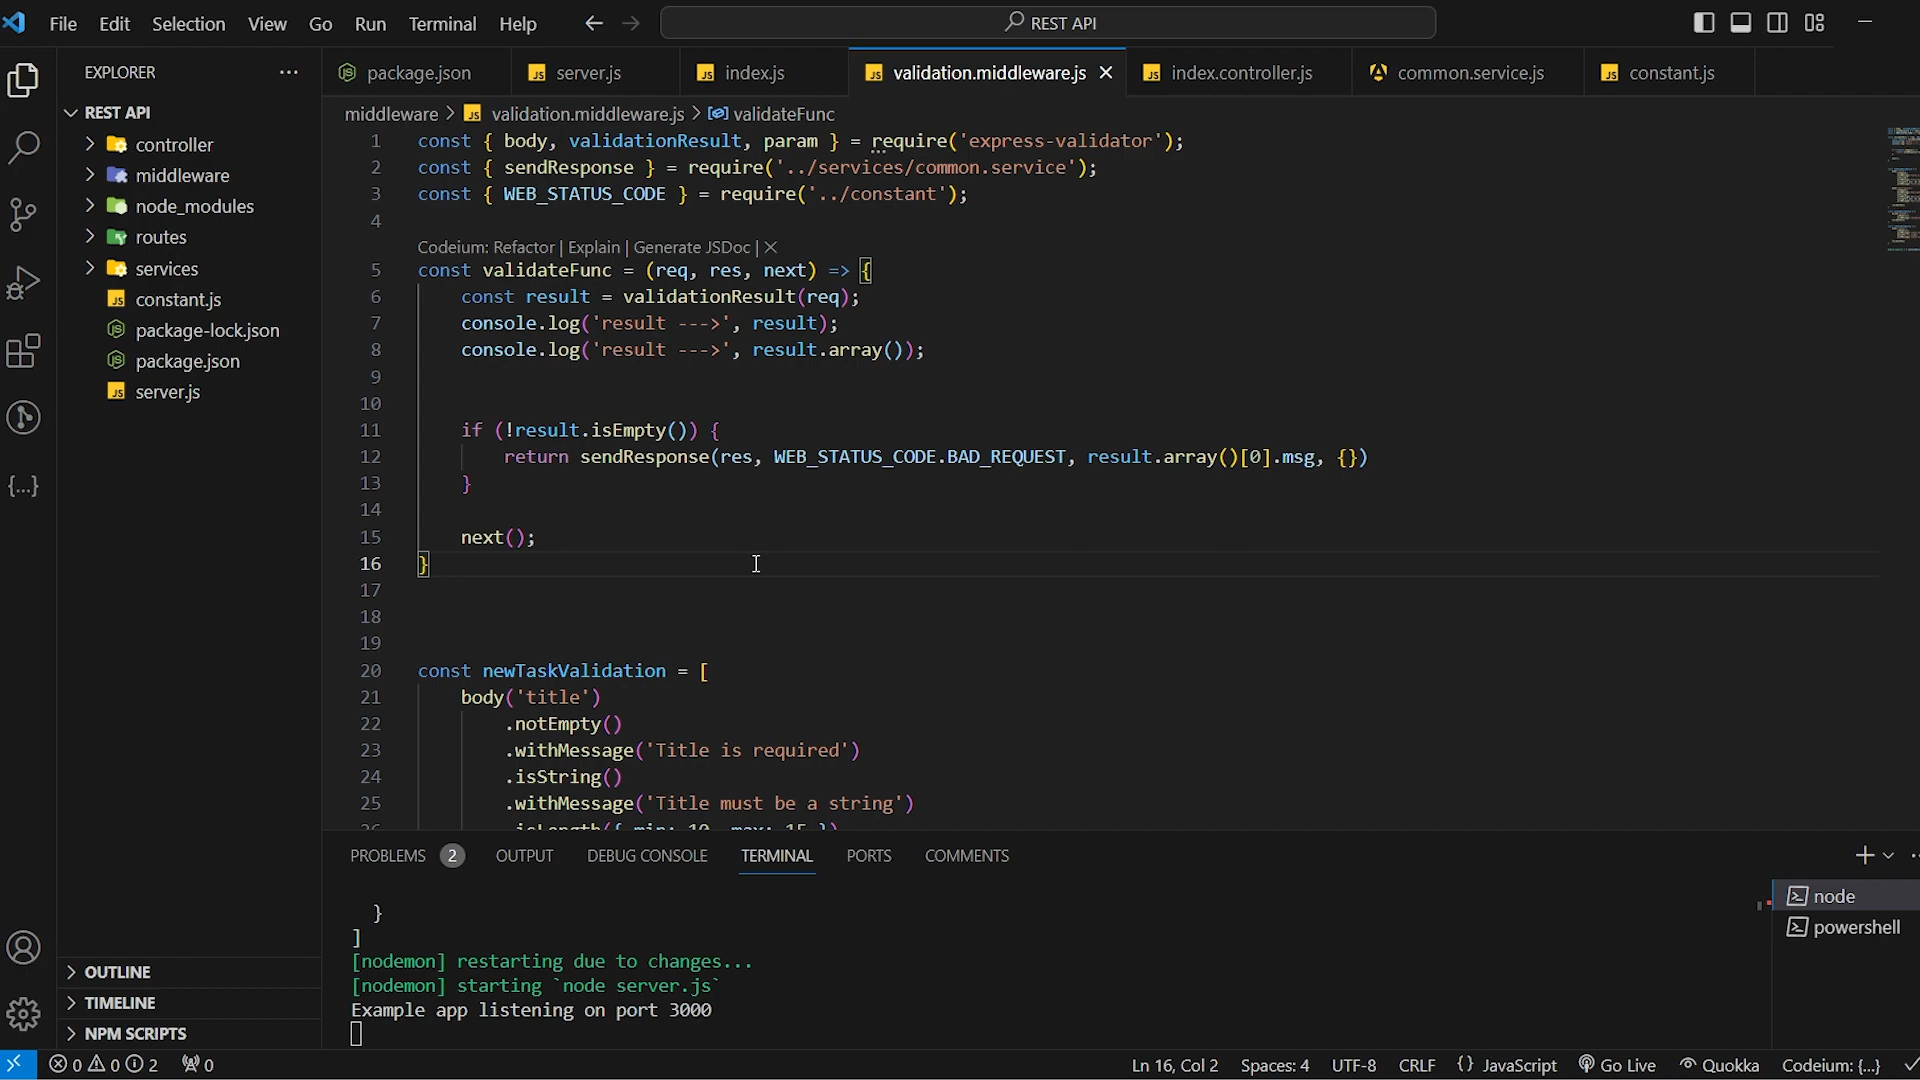 File Edit Selection View Go Run Terminal Help
REST API
EXPLORER
REST API
controller
middleware
node_modules
routes
services
constant.js
package-lock.json
package.json
server.js
OUTLINE
TIMELINE
NPM SCRIPTS
package.json server.js index.js validation.middleware.js index.controller.js common.service.js constant.js
middleware > validation.middleware.js > validateFunc
1 const { body, validationResult, param } = require('express-validator');
2 const { sendResponse } = require('../services/common.service');
3 const { WEB_STATUS_CODE } = require('../constant');
4
Codeium: Refactor | Explain | Generate JSDoc | ×
5 const validateFunc = (req, res, next) => {
6 const result = validationResult(req);
7 console.log('result --->', result);
8 console.log('result --->', result.array());
9
10
11 if (!result.isEmpty()) {
12 return sendResponse(res, WEB_STATUS_CODE.BAD_REQUEST, result.array()[0].msg, {})
13 }
14
15 next();
16 }
17
18
19
20 const newTaskValidation = [
21 body('title')
22 .notEmpty()
23 .withMessage('Title is required')
24 .isString()
25 .withMessage('Title must be a string')
26 .isLength({ min: 10, max: 15 })
PROBLEMS 2 OUTPUT DEBUG CONSOLE TERMINAL PORTS COMMENTS
}
]
[nodemon] restarting due to changes...
[nodemon] starting `node server.js`
Example app listening on port 3000
node
powershell
0 0 2 0 Ln 16, Col 2 Spaces: 4 UTF-8 CRLF {} JavaScript Go Live Quokka Codeium: {...}